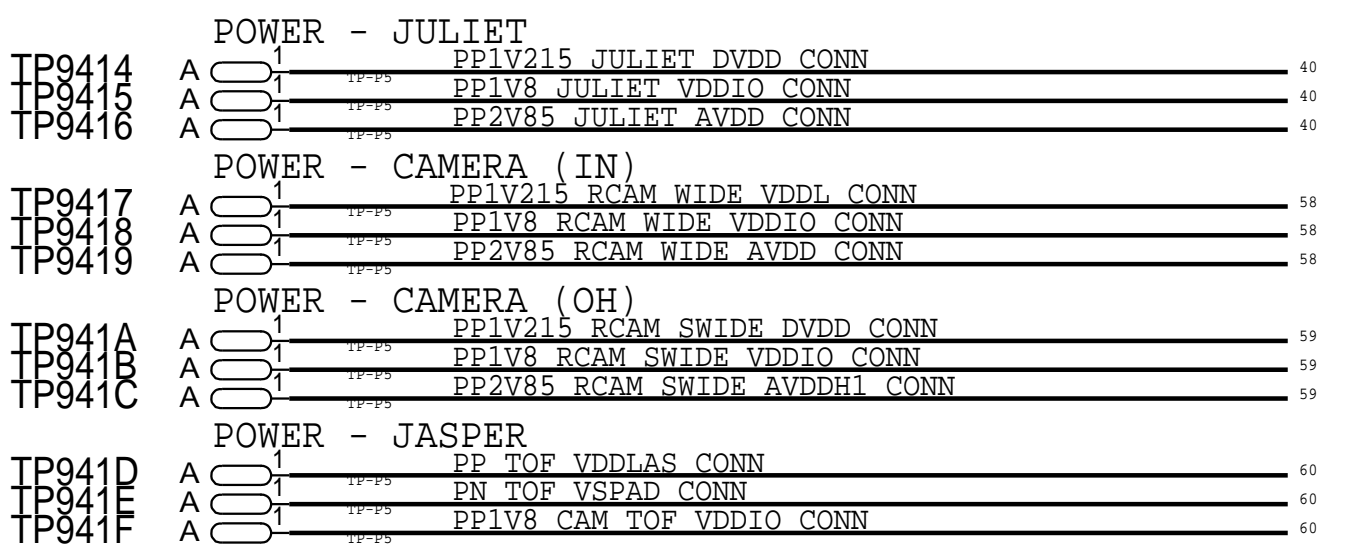 POWER - JULIET
TP9414 A 1 TP-P5 PP1V215 JULIET DVDD CONN 40
TP9415 A 1 TP-P5 PP1V8 JULIET VDDIO CONN 40
TP9416 A 1 TP-P5 PP2V85 JULIET AVDD CONN 40
POWER - CAMERA (IN)
TP9417 A 1 TP-P5 PP1V215 RCAM WIDE VDDL CONN 58
TP9418 A 1 TP-P5 PP1V8 RCAM WIDE VDDIO CONN 58
TP9419 A 1 TP-P5 PP2V85 RCAM WIDE AVDD CONN 58
POWER - CAMERA (OH)
TP941A A 1 TP-P5 PP1V215 RCAM SWIDE DVDD CONN 59
TP941B A 1 TP-P5 PP1V8 RCAM SWIDE VDDIO CONN 59
TP941C A 1 TP-P5 PP2V85 RCAM SWIDE AVDDH1 CONN 59
POWER - JASPER
TP941D A 1 TP-P5 PP TOF VDDLAS CONN 60
TP941E A 1 TP-P5 PN TOF VSPAD CONN 60
TP941F A 1 TP-P5 PP1V8 CAM TOF VDDIO CONN 60